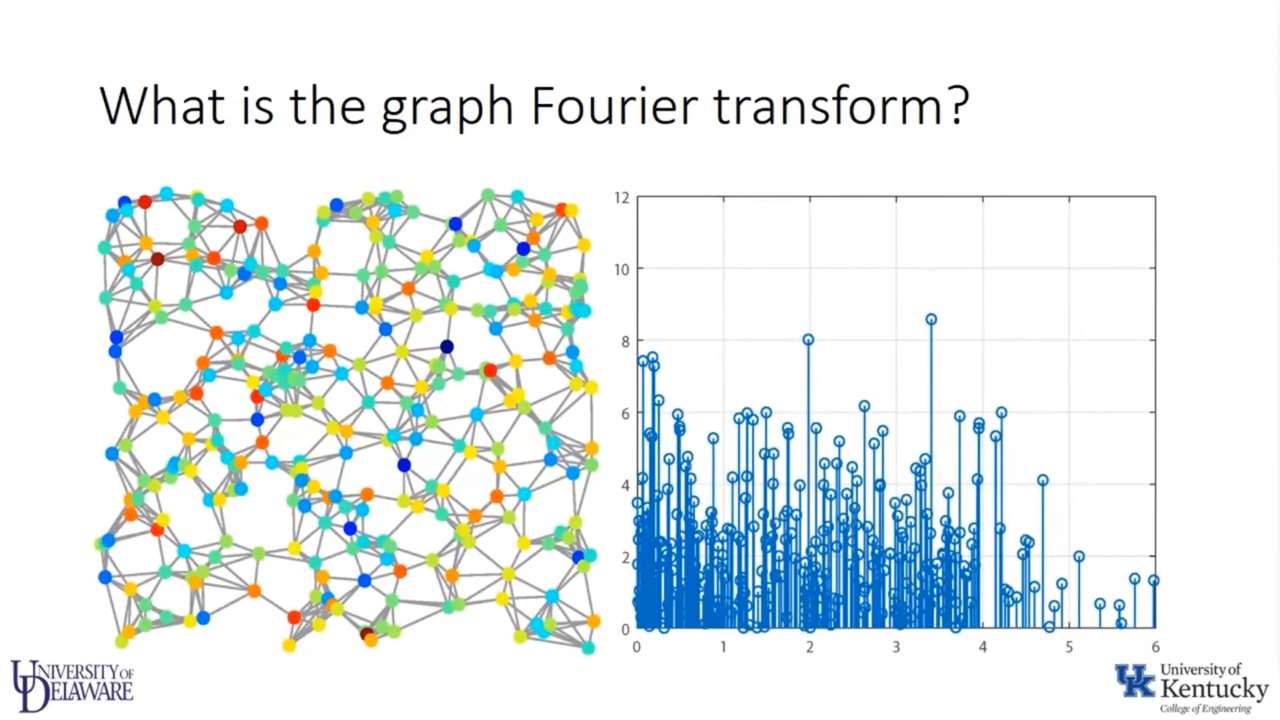 What is the graph Fourier transform?
12
10
8
6
4
2
0
0 1 2 3 4 5 6
UNIVERSITY OF
DELAWARE
UK
University of
Kentucky
College of Engineering